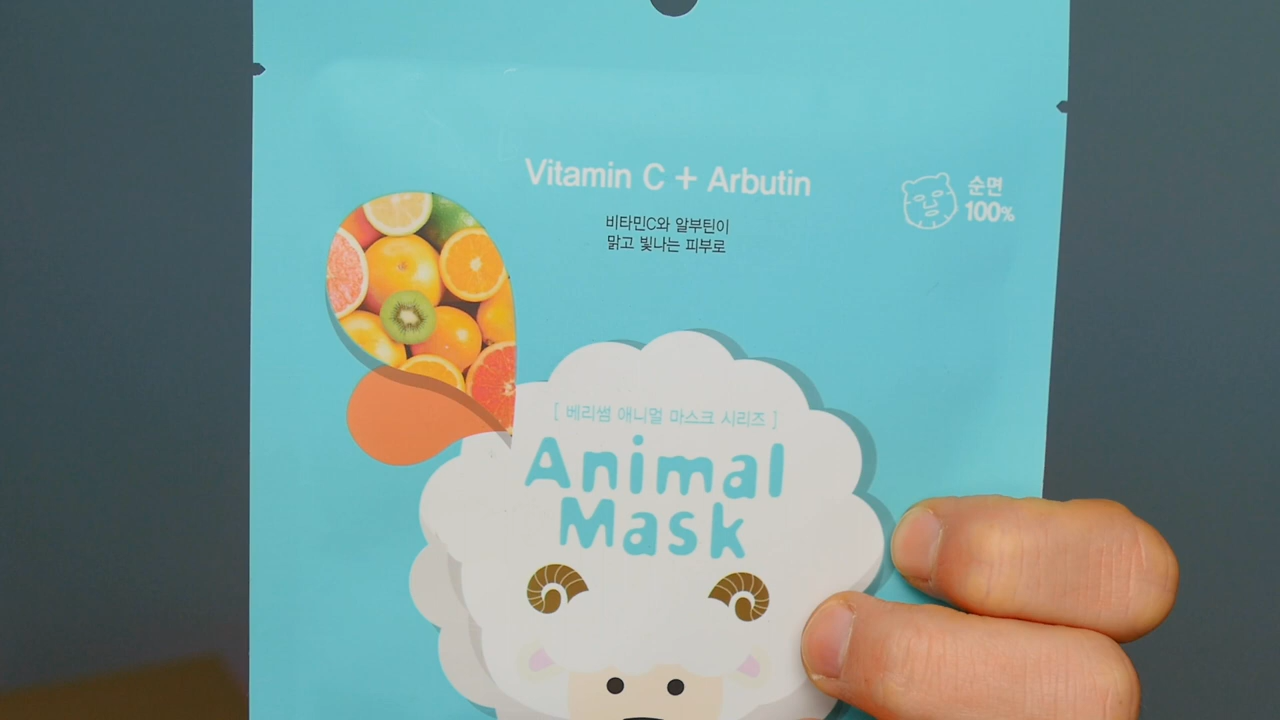 Vitamin C + Arbutin
비타민C와 알부틴이
맑고 빛나는 피부로
순면
100%
[ 베리썸 애니멀 마스크 시리즈 ]
Animal
Mask